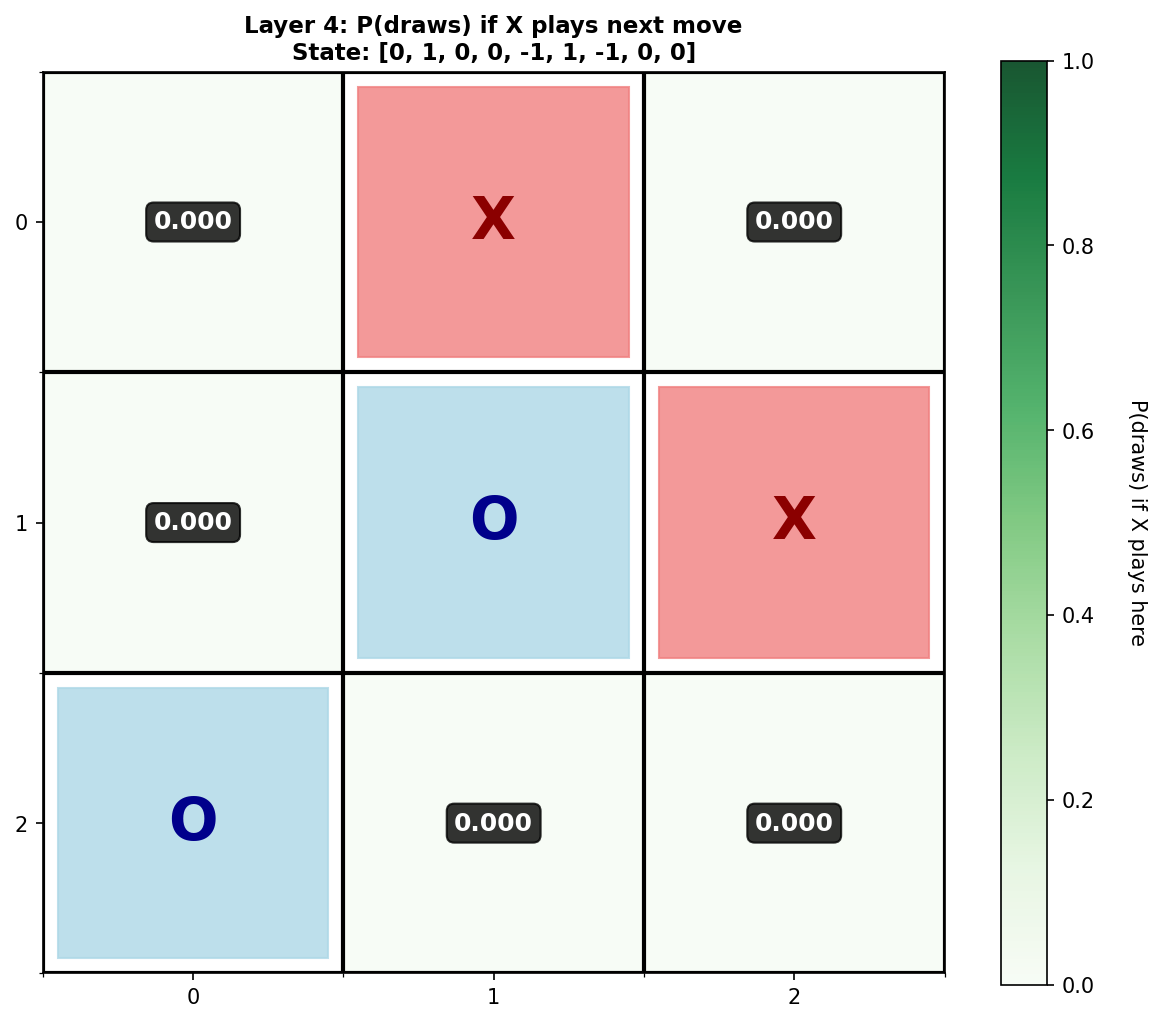 Layer 4: P(draws) if X plays next move
State: [0, 1, 0, 0, -1, 1, -1, 0, 0]
0.000 X 0.000
0.000 O X
O 0.000 0.000
0
1
2
0 1 2
1.0
0.8
0.6
0.4
0.2
0.0
P(draws) if X plays here